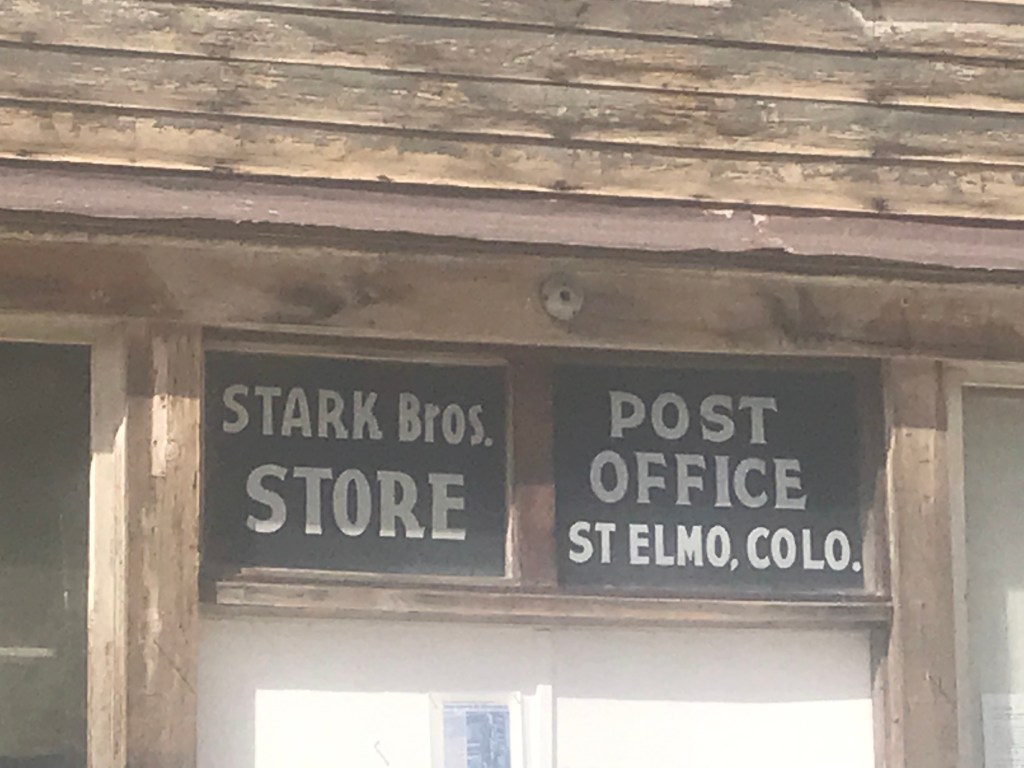 STARK Bros.
STORE
POST
OFFICE
ST ELMO, COLO.